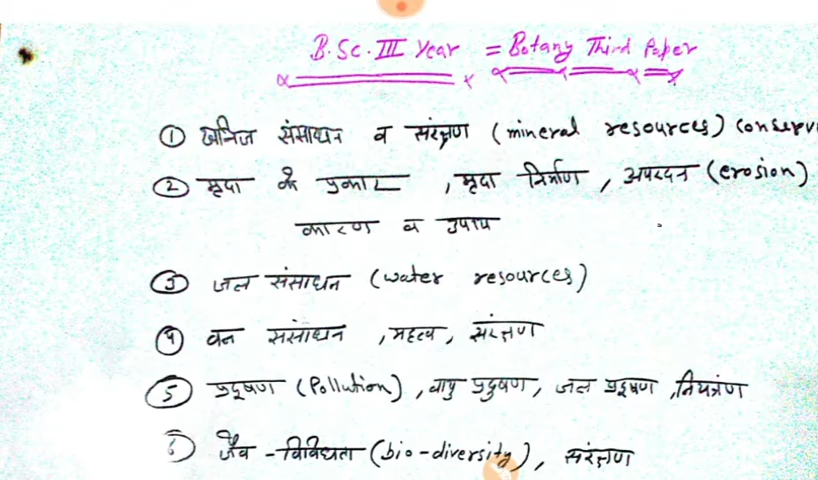 B.Sc. III Year = Botany Third Paper
① खनिज संसाधन व संरक्षण (mineral resources) conserv
② मृदा के प्रकार , मृदा निर्माण , अपरदन (erosion)
कारण व उपाय
③ जल संसाधन (water resources)
④ वन संसाधन , महत्व , संरक्षण
⑤ प्रदूषण (Pollution) , वायु प्रदुषण , जल प्रदूषण , नियंत्रण
⑥ जैव - विविधता (bio-diversity) , संरक्षण